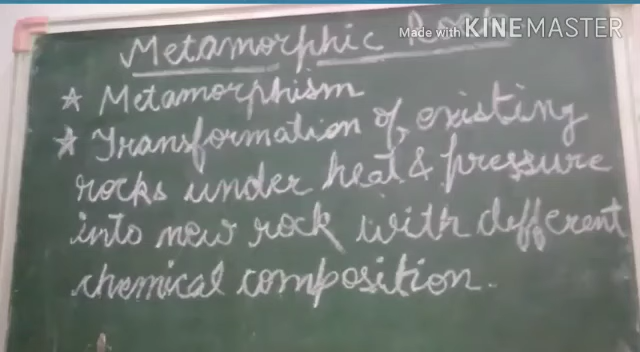 Made with KINEMASTER
Metamorphic Rock
★ Metamorphism
★ Transformation of existing
rocks under heat & pressure
into new rock with different
chemical composition.